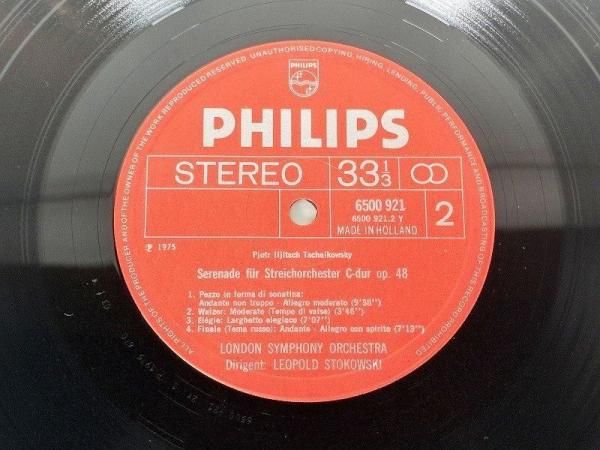 ALL RIGHTS OF THE PRODUCER AND OF THE OWNER OF THE WORK REPRODUCED RESERVED. UNAUTHORISED COPYING, HIRING, LENDING, PUBLIC PERFORMANCE AND BROADCASTING OF THIS RECORD PROHIBITED
PHILIPS
PHILIPS
STEREO 33 1/3
6500 921
6500 921.2 Y
MADE IN HOLLAND
2
℗ 1975
Pjotr Iljitsch Tschaikowsky
Serenade für Streichorchester C-dur op. 48
1. Pezzo in forma di sonatina:
Andante non troppo - Allegro moderato (9'38")
2. Walzer: Moderato (Tempo di valse) (3'46")
3. Elégie: Larghetto elegiaco (7'07")
4. Finale (Tema russo): Andante - Allegro con spirito (7'13")
LONDON SYMPHONY ORCHESTRA
Dirigent: LEOPOLD STOKOWSKI